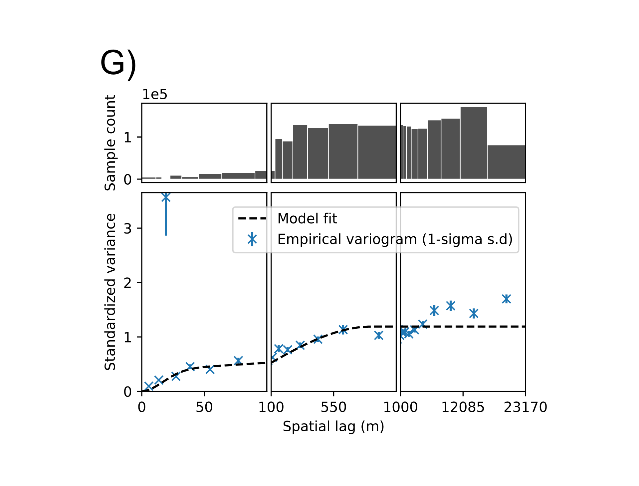 G)
1e5
Sample count
1
0
Standardized variance
3
2
1
0
Model fit
Empirical variogram (1-sigma s.d)
0 50 100 550 1000 12085 23170
Spatial lag (m)